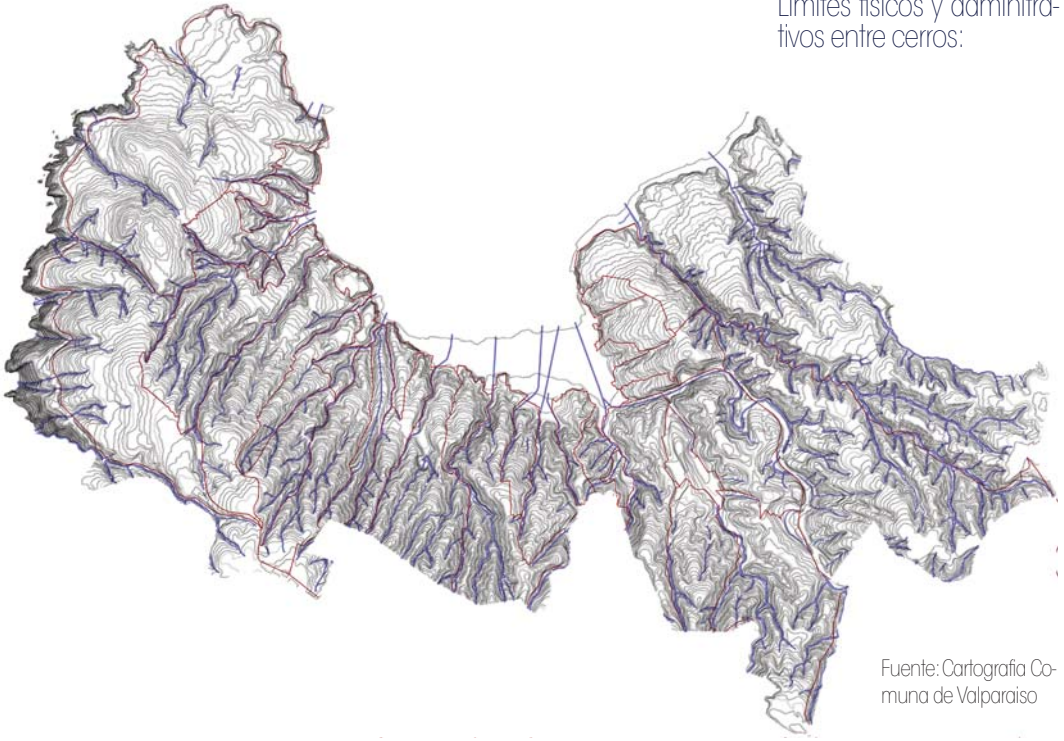 Limites fisicos y adminitra-
tivos entre cerros:
Fuente: Cartografia Co-
muna de Valparaiso